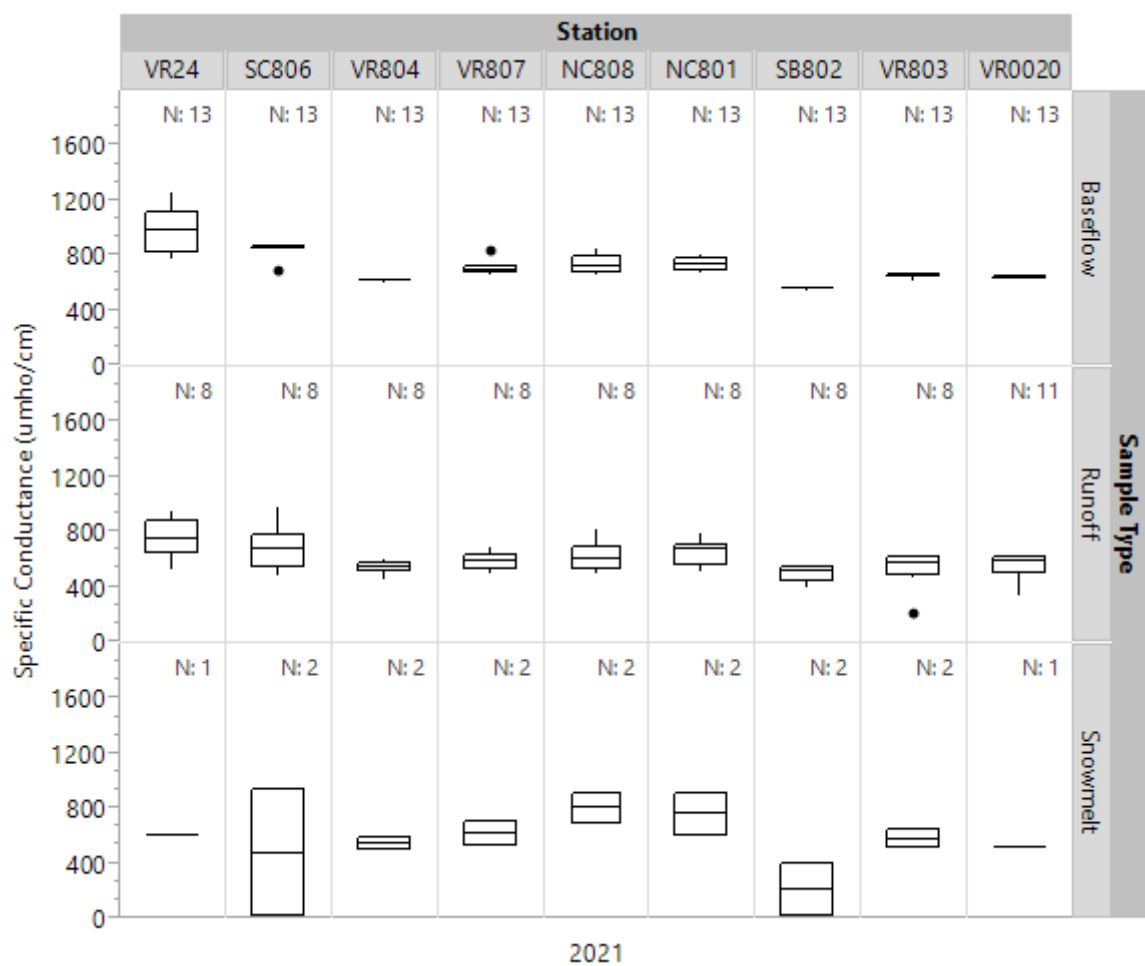 Station
VR24 SC806 VR804 VR807 NC808 NC801 SB802 VR803 VR0020
N: 13 N: 13 N: 13 N: 13 N: 13 N: 13 N: 13 N: 13 N: 13
1600
1200
800
400
0
Baseflow
N: 8 N: 8 N: 8 N: 8 N: 8 N: 8 N: 8 N: 8 N: 11
1600
1200
800
400
0
Runoff
N: 1 N: 2 N: 2 N: 2 N: 2 N: 2 N: 2 N: 2 N: 1
1600
1200
800
400
0
Snowmelt
Specific Conductance (umho/cm)
Sample Type
2021